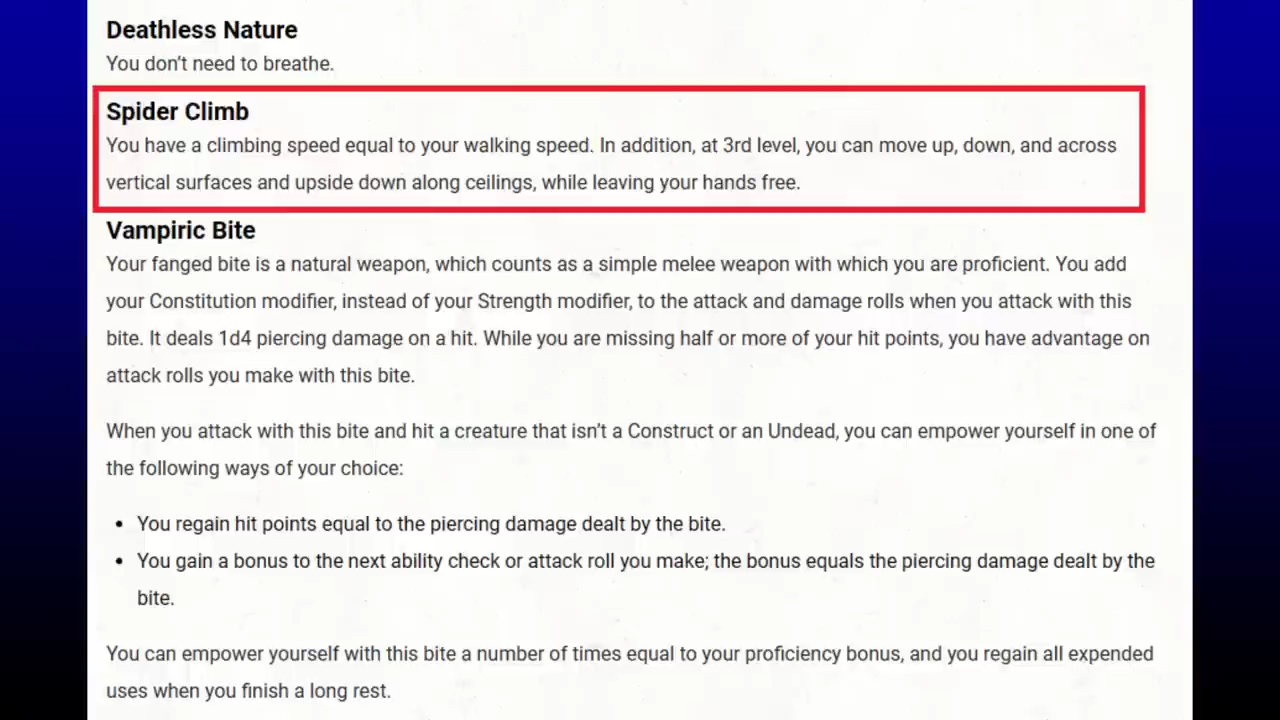 Deathless Nature
You don't need to breathe.
Spider Climb
You have a climbing speed equal to your walking speed. In addition, at 3rd level, you can move up, down, and across
vertical surfaces and upside down along ceilings, while leaving your hands free.
Vampiric Bite
Your fanged bite is a natural weapon, which counts as a simple melee weapon with which you are proficient. You add
your Constitution modifier, instead of your Strength modifier, to the attack and damage rolls when you attack with this
bite. It deals 1d4 piercing damage on a hit. While you are missing half or more of your hit points, you have advantage on
attack rolls you make with this bite.
When you attack with this bite and hit a creature that isn't a Construct or an Undead, you can empower yourself in one of
the following ways of your choice:
• You regain hit points equal to the piercing damage dealt by the bite.
• You gain a bonus to the next ability check or attack roll you make; the bonus equals the piercing damage dealt by the
bite.
You can empower yourself with this bite a number of times equal to your proficiency bonus, and you regain all expended
uses when you finish a long rest.